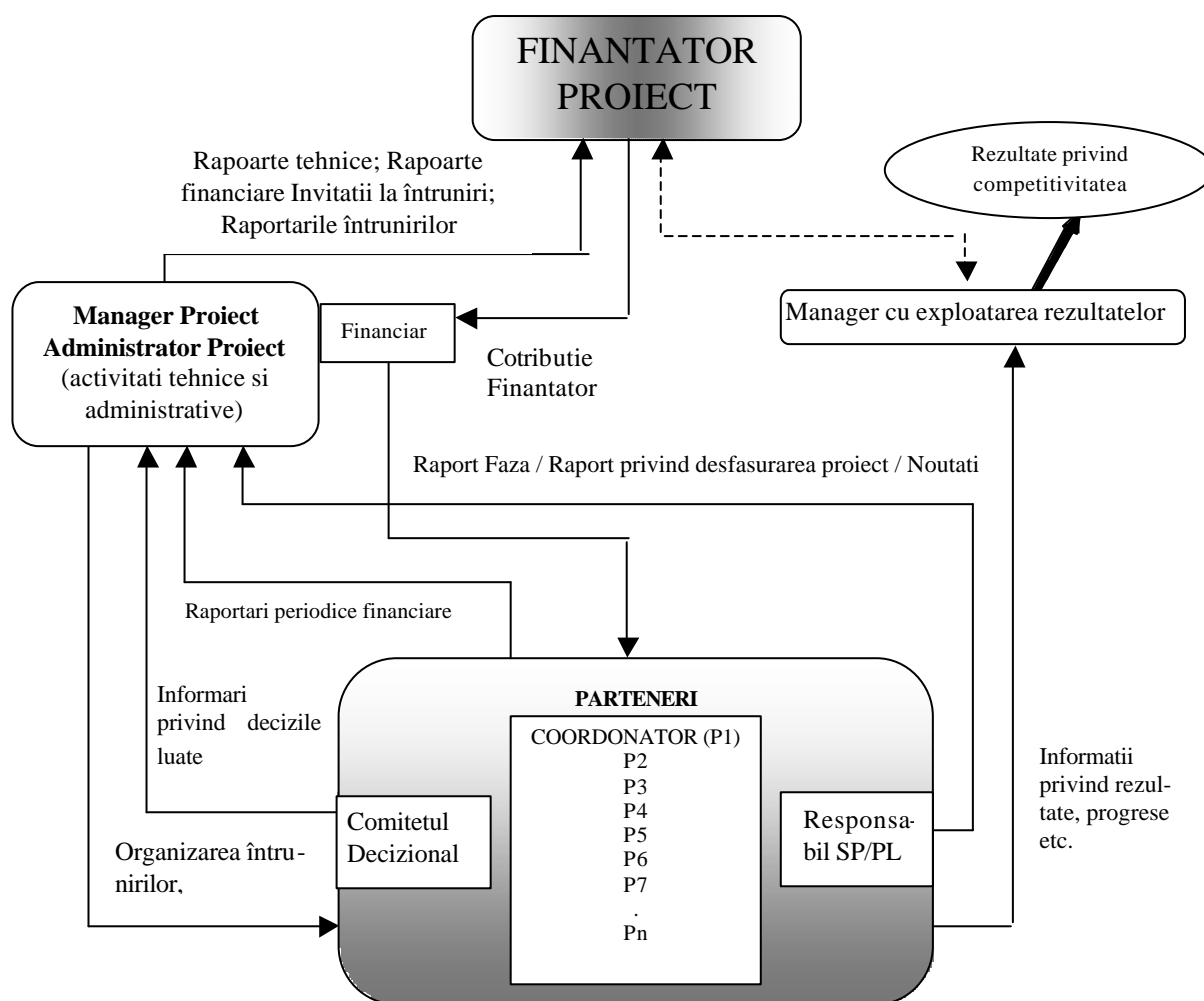 FINANTATOR
PROIECT
Rapoarte tehnice; Rapoarte
financiare Invitatii la întruniri;
Raportarile întrunirilor
Rezultate privind
competitivitatea
Manager Proiect
Administrator Proiect
(activitati tehnice si
administrative)
Financiar
Cotributie
Finantator
Manager cu exploatarea rezultatelor
Raport Faza / Raport privind desfasurarea proiect / Noutati
Raportari periodice financiare
Informari
privind decizile
luate
PARTENERI
COORDONATOR (P1)
P2
P3
P4
P5
P6
P7
.
Pn
Comitetul
Decizional
Responsa-
bil SP/PL
Informatii
privind rezul-
tate, progrese
etc.
Organizarea întru-
nirilor,